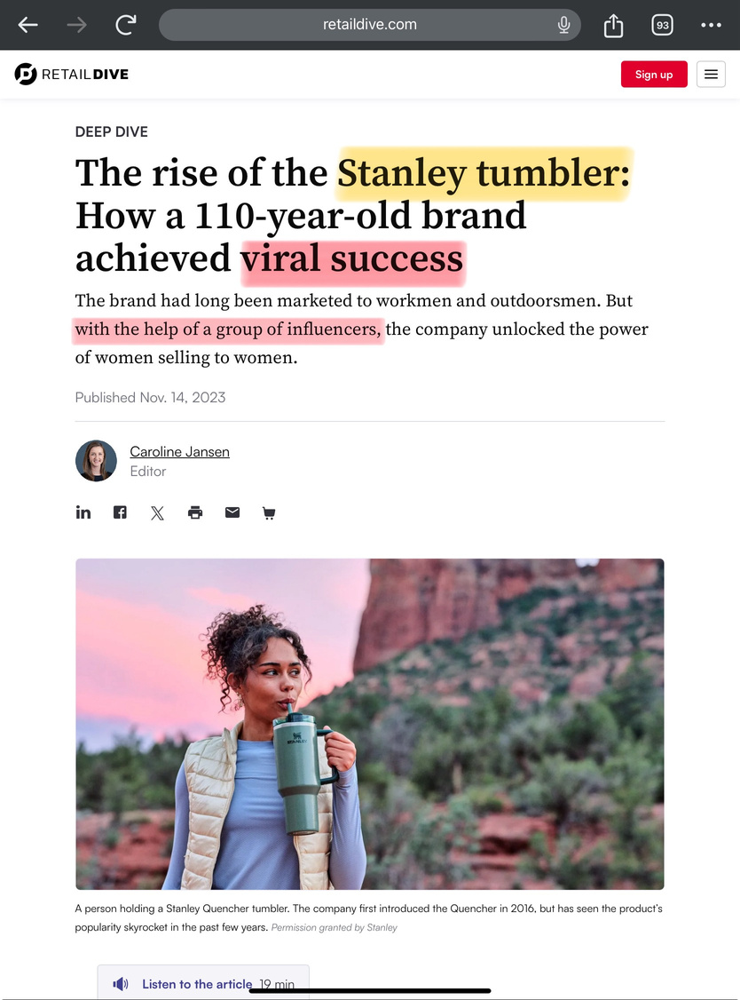 retaildive.com
93
RETAILDIVE
Sign up
DEEP DIVE
The rise of the Stanley tumbler:
How a 110-year-old brand
achieved viral success
The brand had long been marketed to workmen and outdoorsmen. But
with the help of a group of influencers, the company unlocked the power
of women selling to women.
Published Nov. 14, 2023
Caroline Jansen
Editor
STANLEY
A person holding a Stanley Quencher tumbler. The company first introduced the Quencher in 2016, but has seen the product's
popularity skyrocket in the past few years. Permission granted by Stanley
Listen to the article 19 min